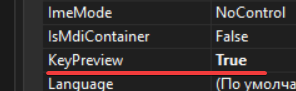 ImeMode NoControl
IsMdiContainer False
KeyPreview True
Language (По умолча